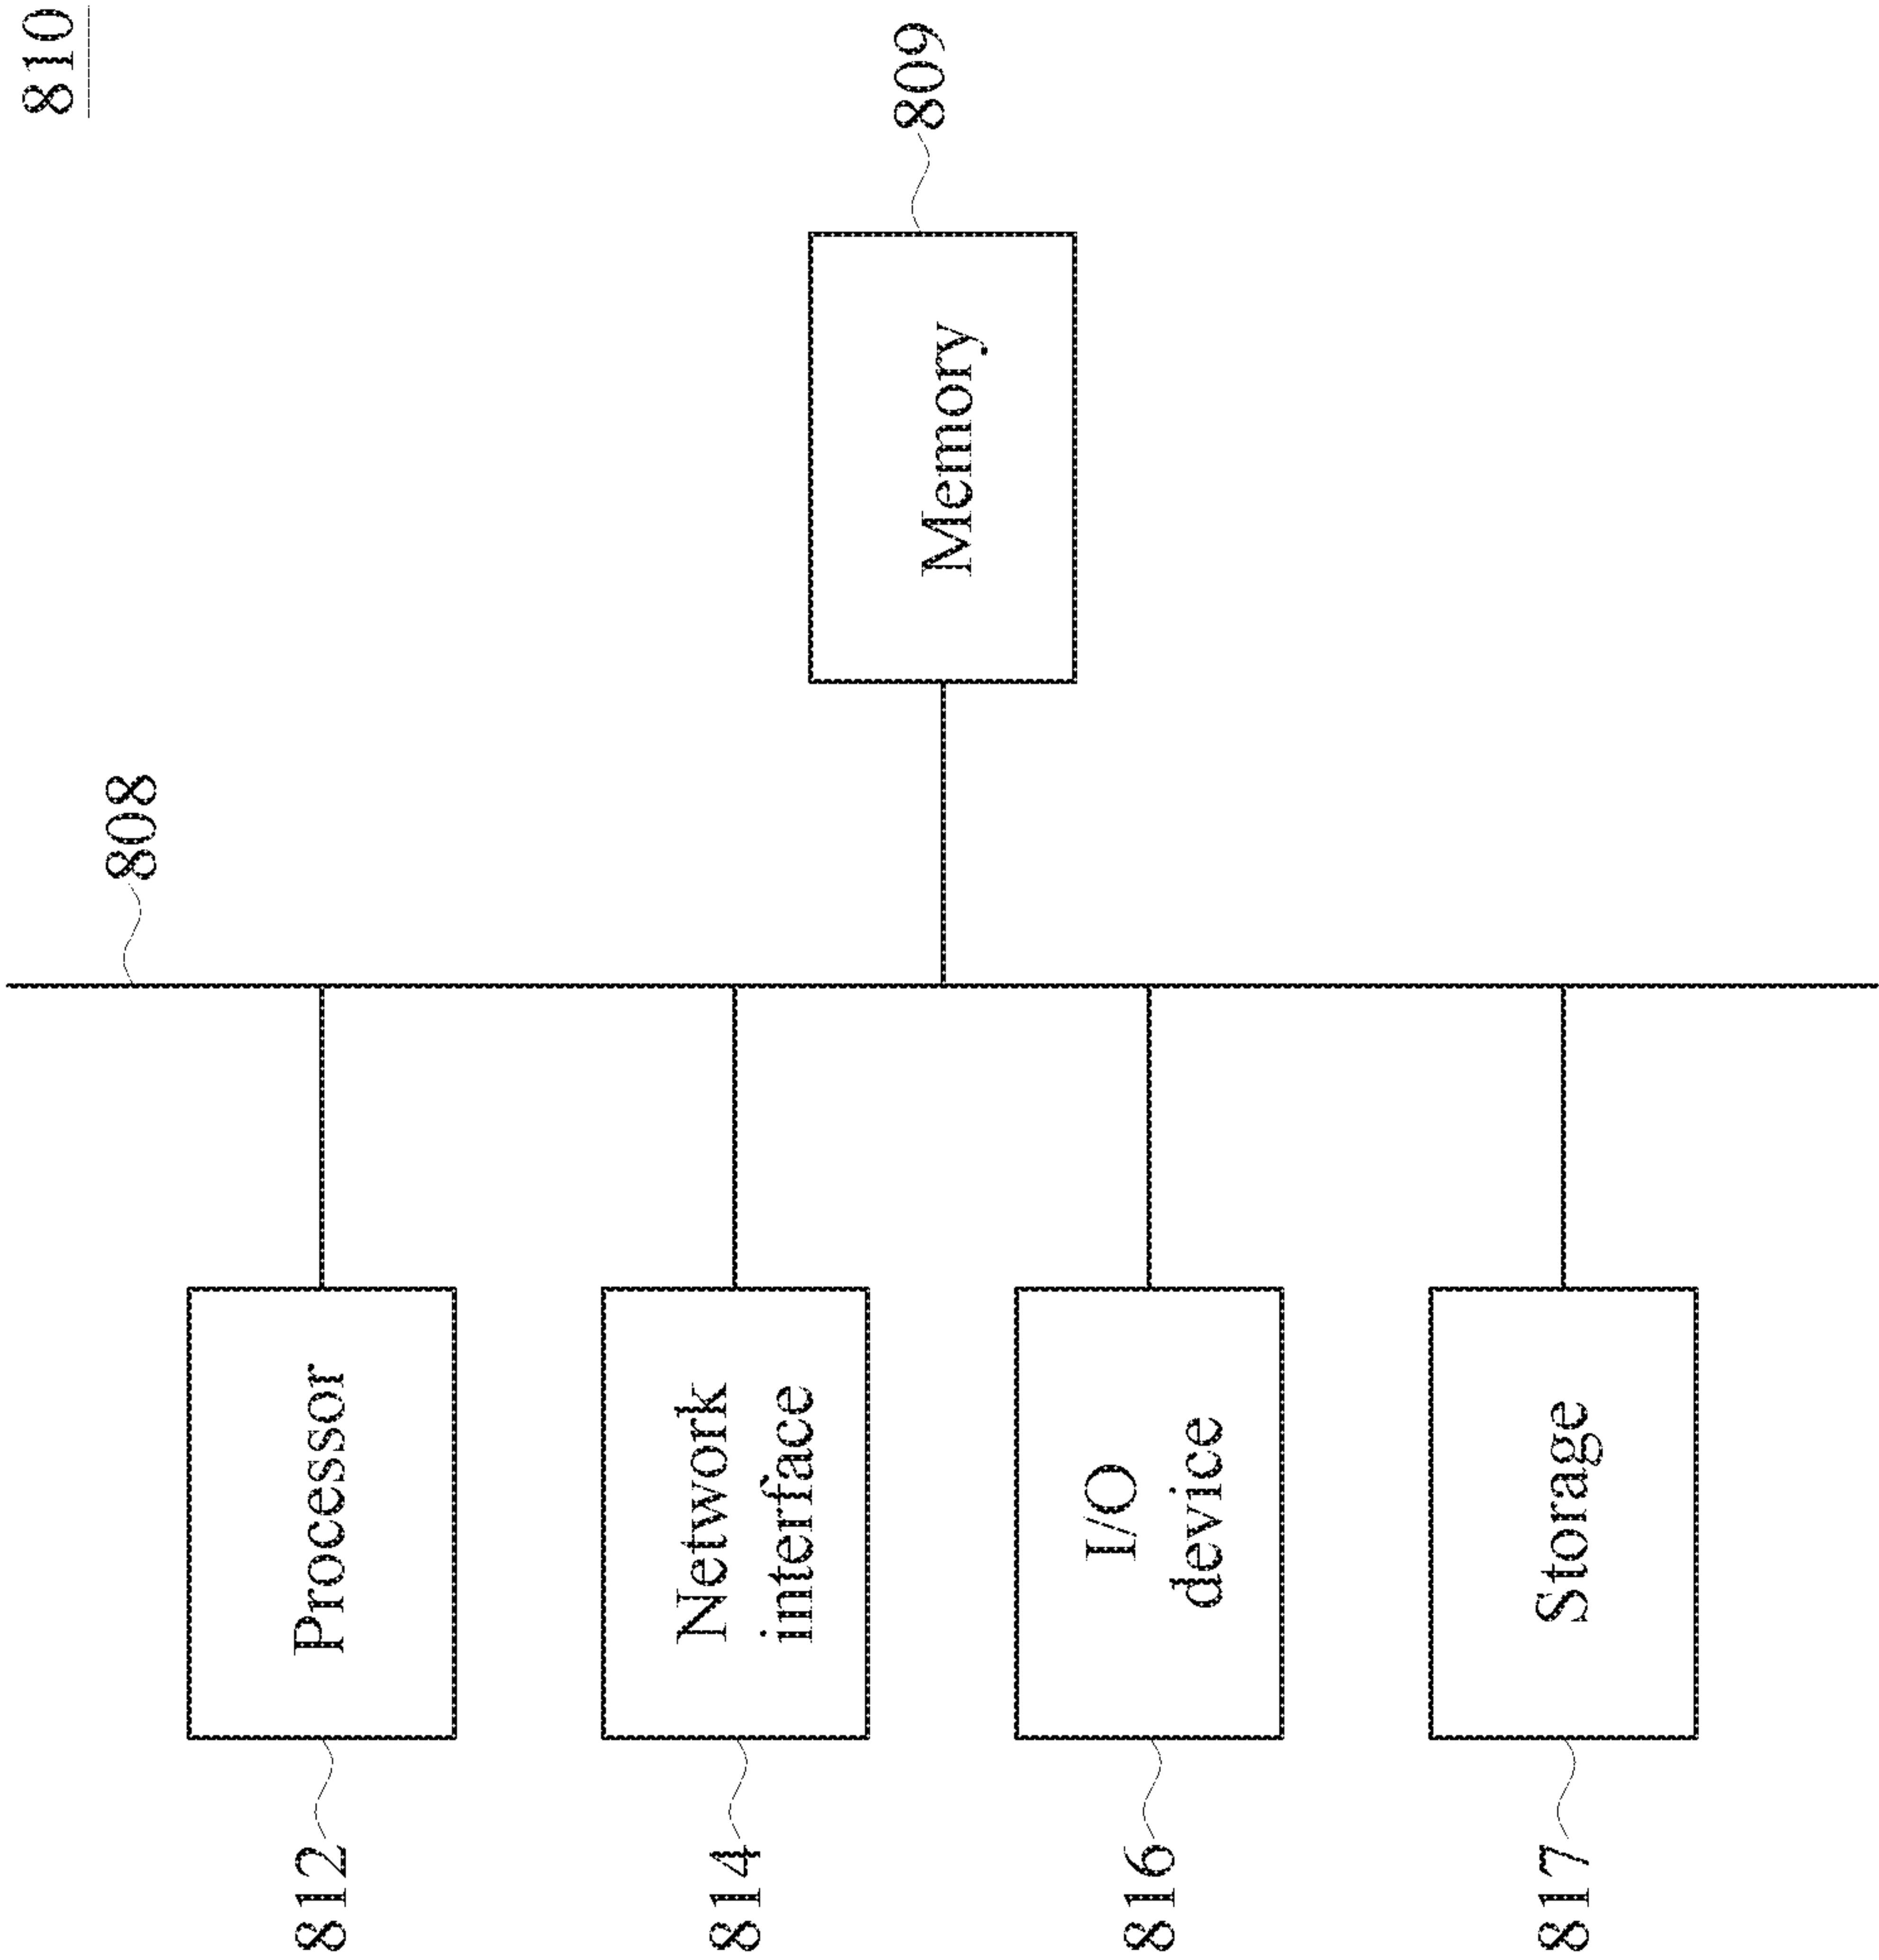 810
808
809
Memory
Processor
Network
interface
I/O
device
Storage
812
814
816
817